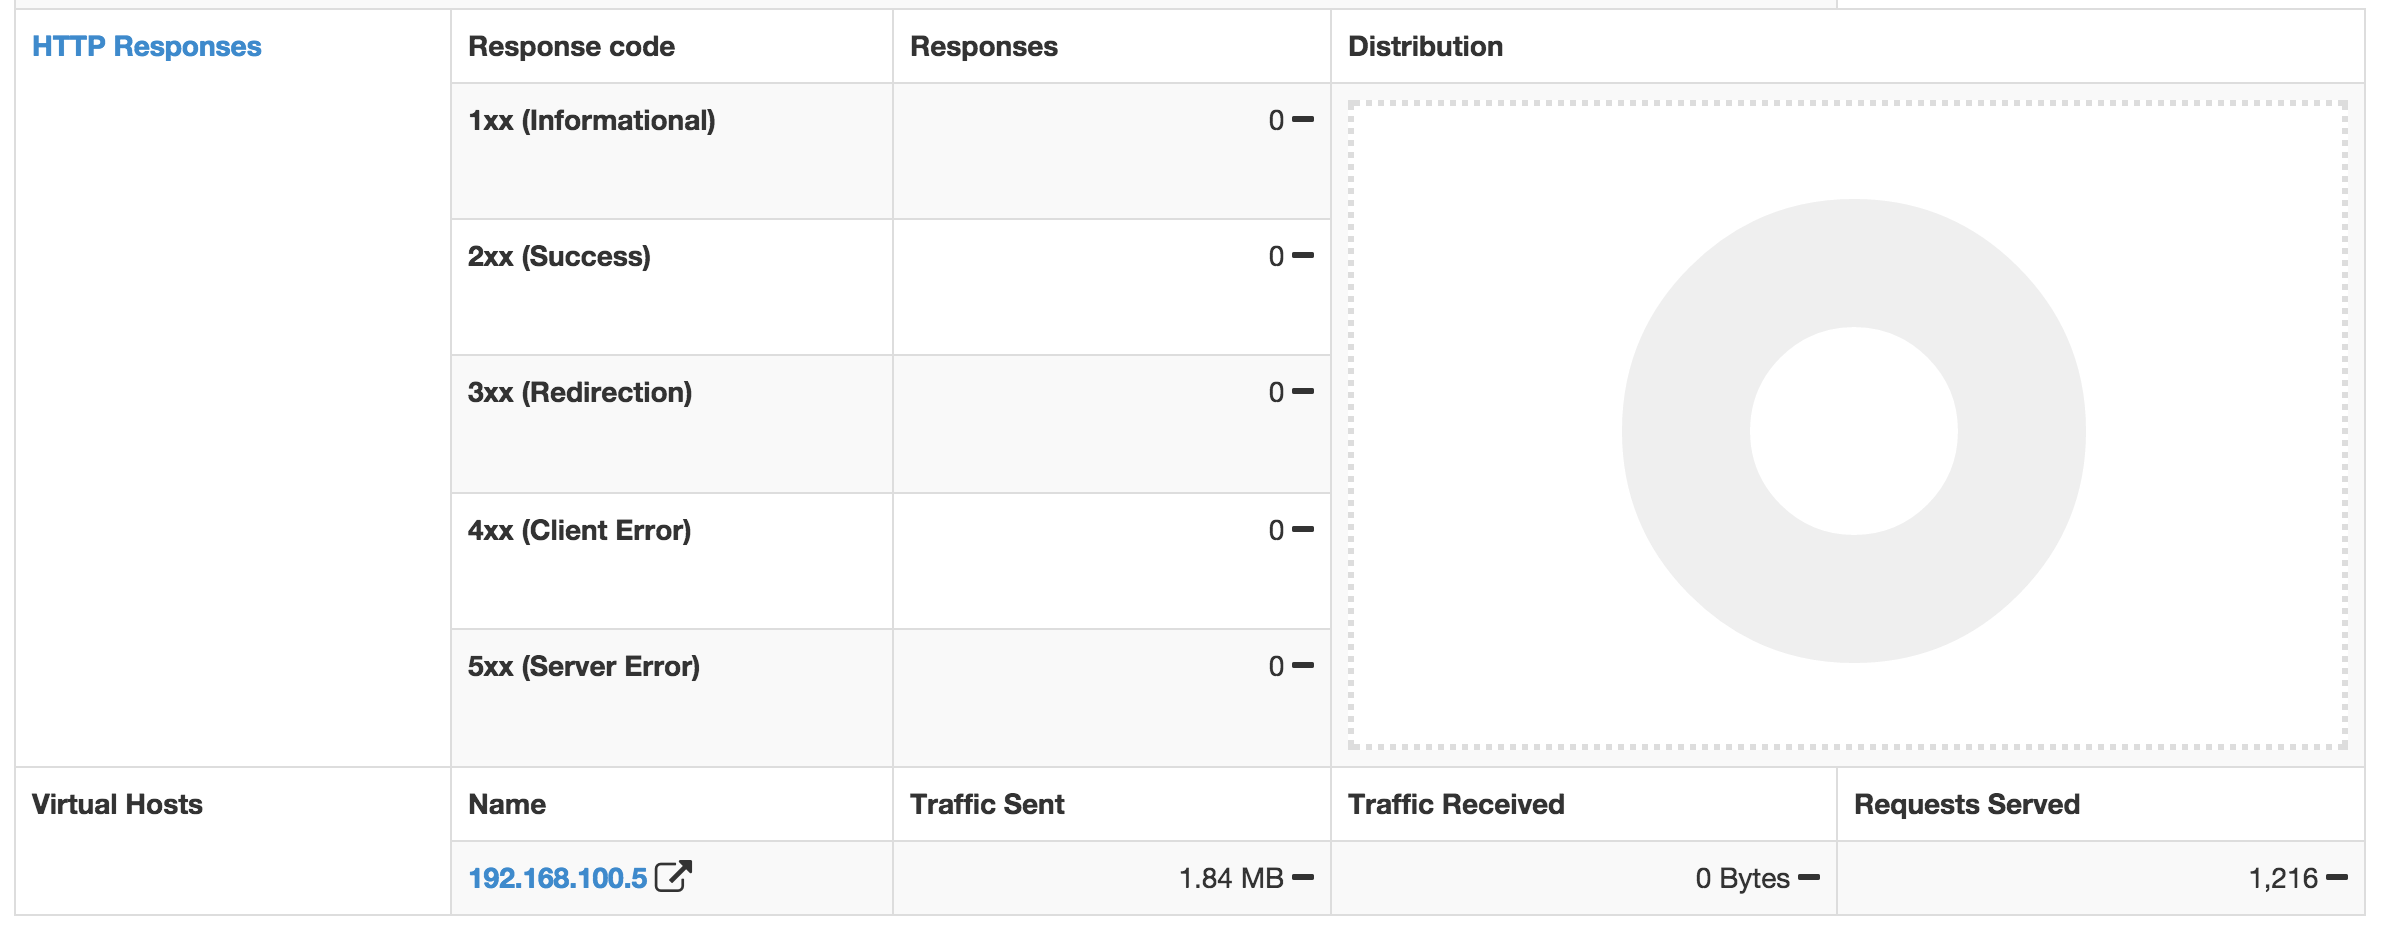 HTTP Responses Response code Responses Distribution
1xx (Informational) 0
2xx (Success) 0
3xx (Redirection) 0
4xx (Client Error) 0
5xx (Server Error) 0
Virtual Hosts Name Traffic Sent Traffic Received Requests Served
192.168.100.5 1.84 MB 0 Bytes 1,216